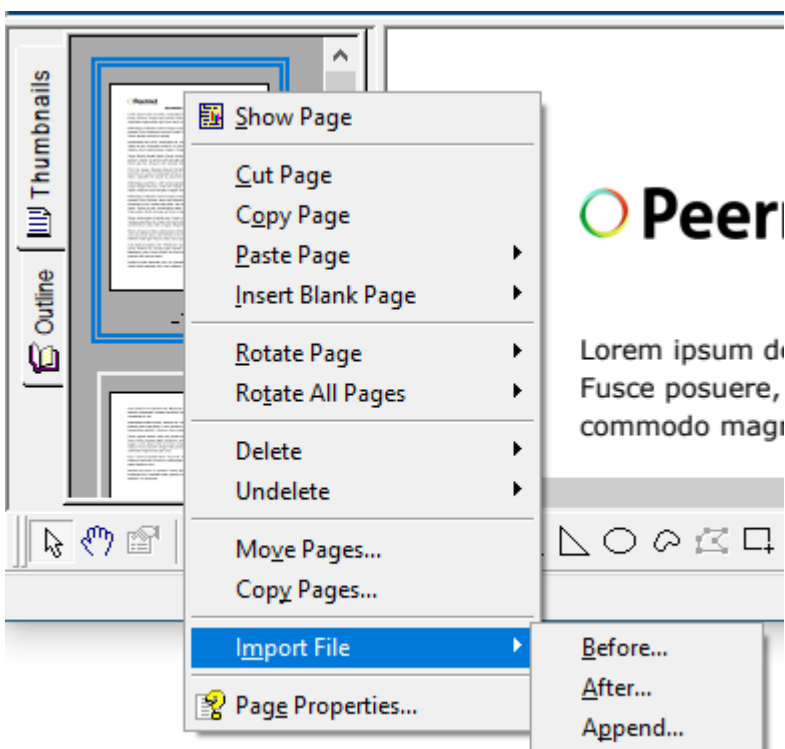 Thumbnails
Outline
Show Page
Cut Page
Copy Page
Paste Page
Insert Blank Page
Rotate Page
Rotate All Pages
Delete
Undelete
Move Pages...
Copy Pages...
Import File
Page Properties...
Before...
After...
Append...
Peer
Lorem ipsum d
Fusce posuere,
commodo mag